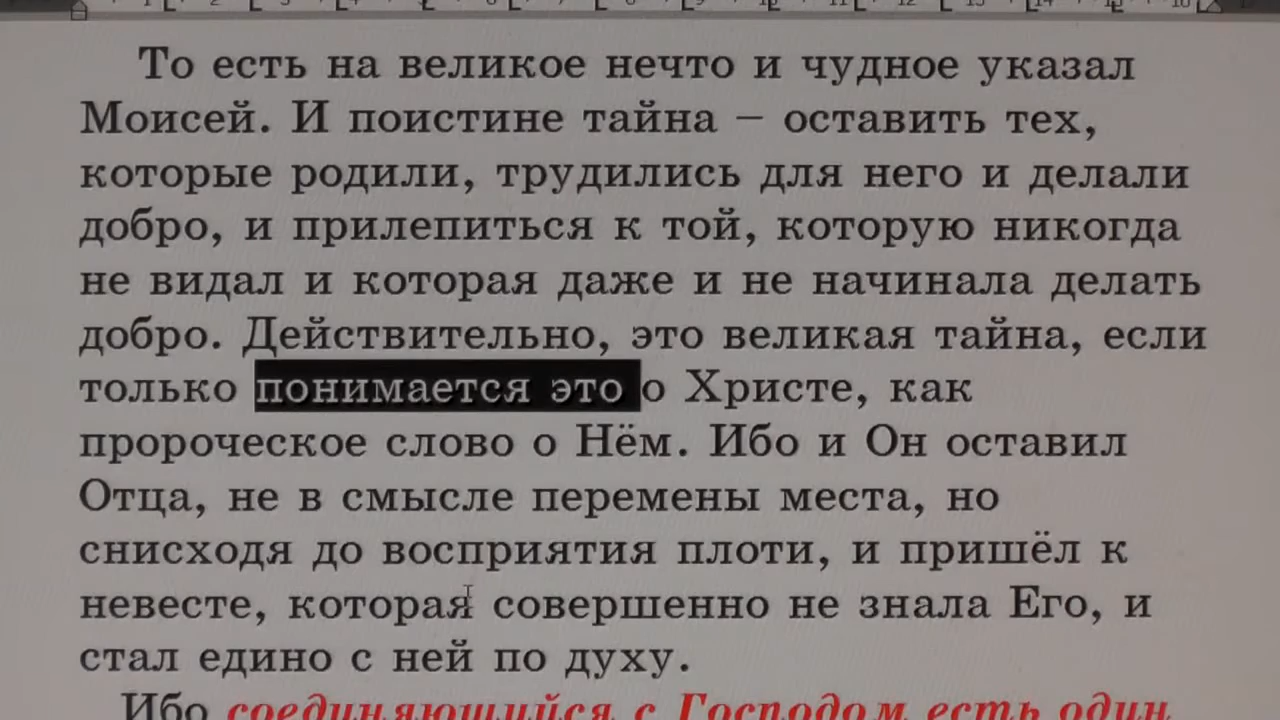 То есть на великое нечто и чудное указал
Моисей. И поистине тайна – оставить тех,
которые родили, трудились для него и делали
добро, и прилепиться к той, которую никогда
не видал и которая даже и не начинала делать
добро. Действительно, это великая тайна, если
только понимается это о Христе, как
пророческое слово о Нём. Ибо и Он оставил
Отца, не в смысле перемены места, но
снисходя до восприятия плоти, и пришёл к
невесте, которая совершенно не знала Его, и
стал едино с ней по духу.
Ибо соединяющийся с Господом есть один